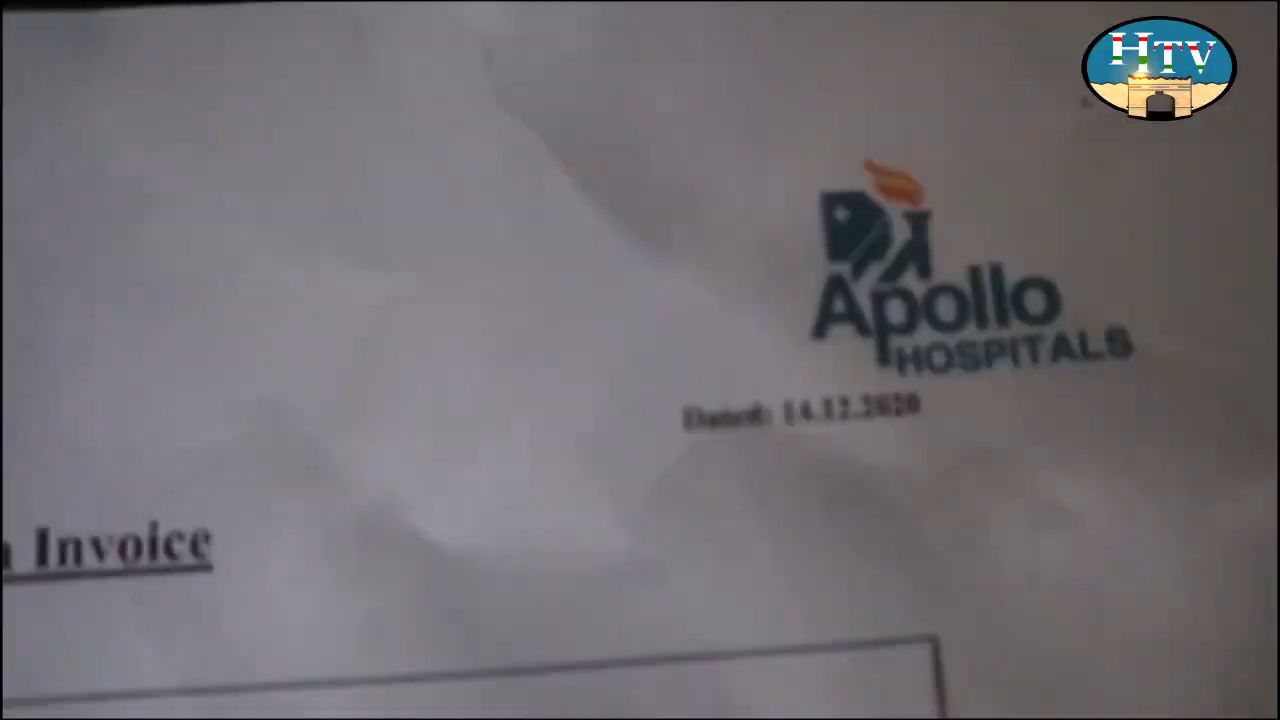 HTV
Apollo
HOSPITALS
Dated: 14.12.2020
Invoice